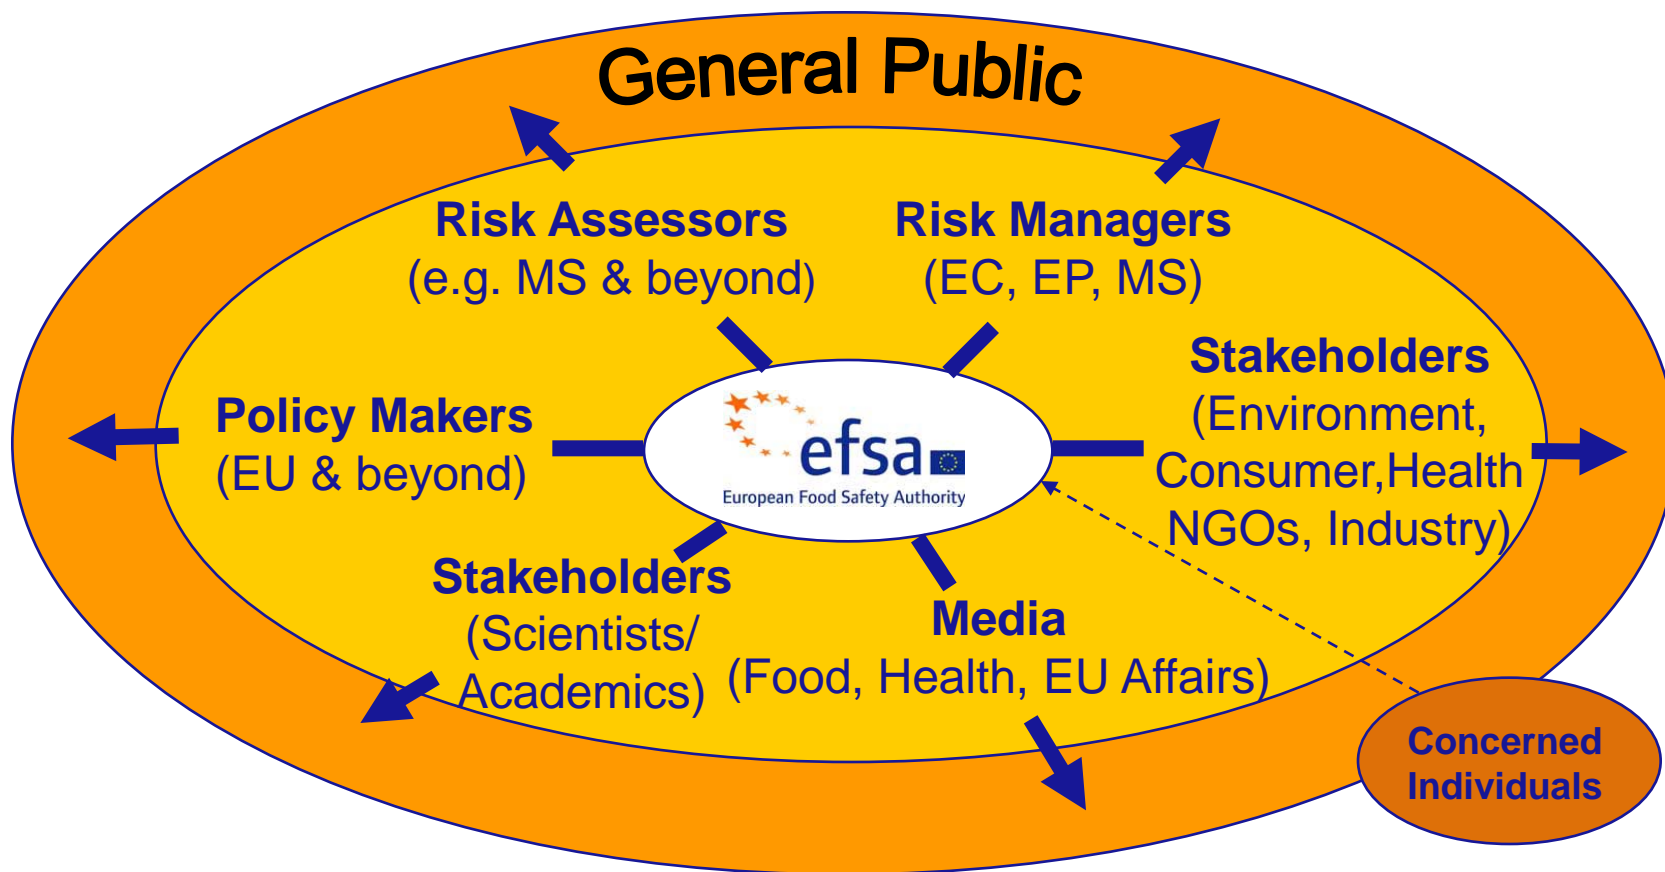 General Public
Risk Assessors
(e.g. MS & beyond)
Risk Managers
(EC, EP, MS)
Stakeholders
(Environment,
Consumer,Health
NGOs, Industry)
Policy Makers
(EU & beyond)
efsa
European Food Safety Authority
Stakeholders
(Scientists/
Academics)
Media
(Food, Health, EU Affairs)
Concerned
Individuals